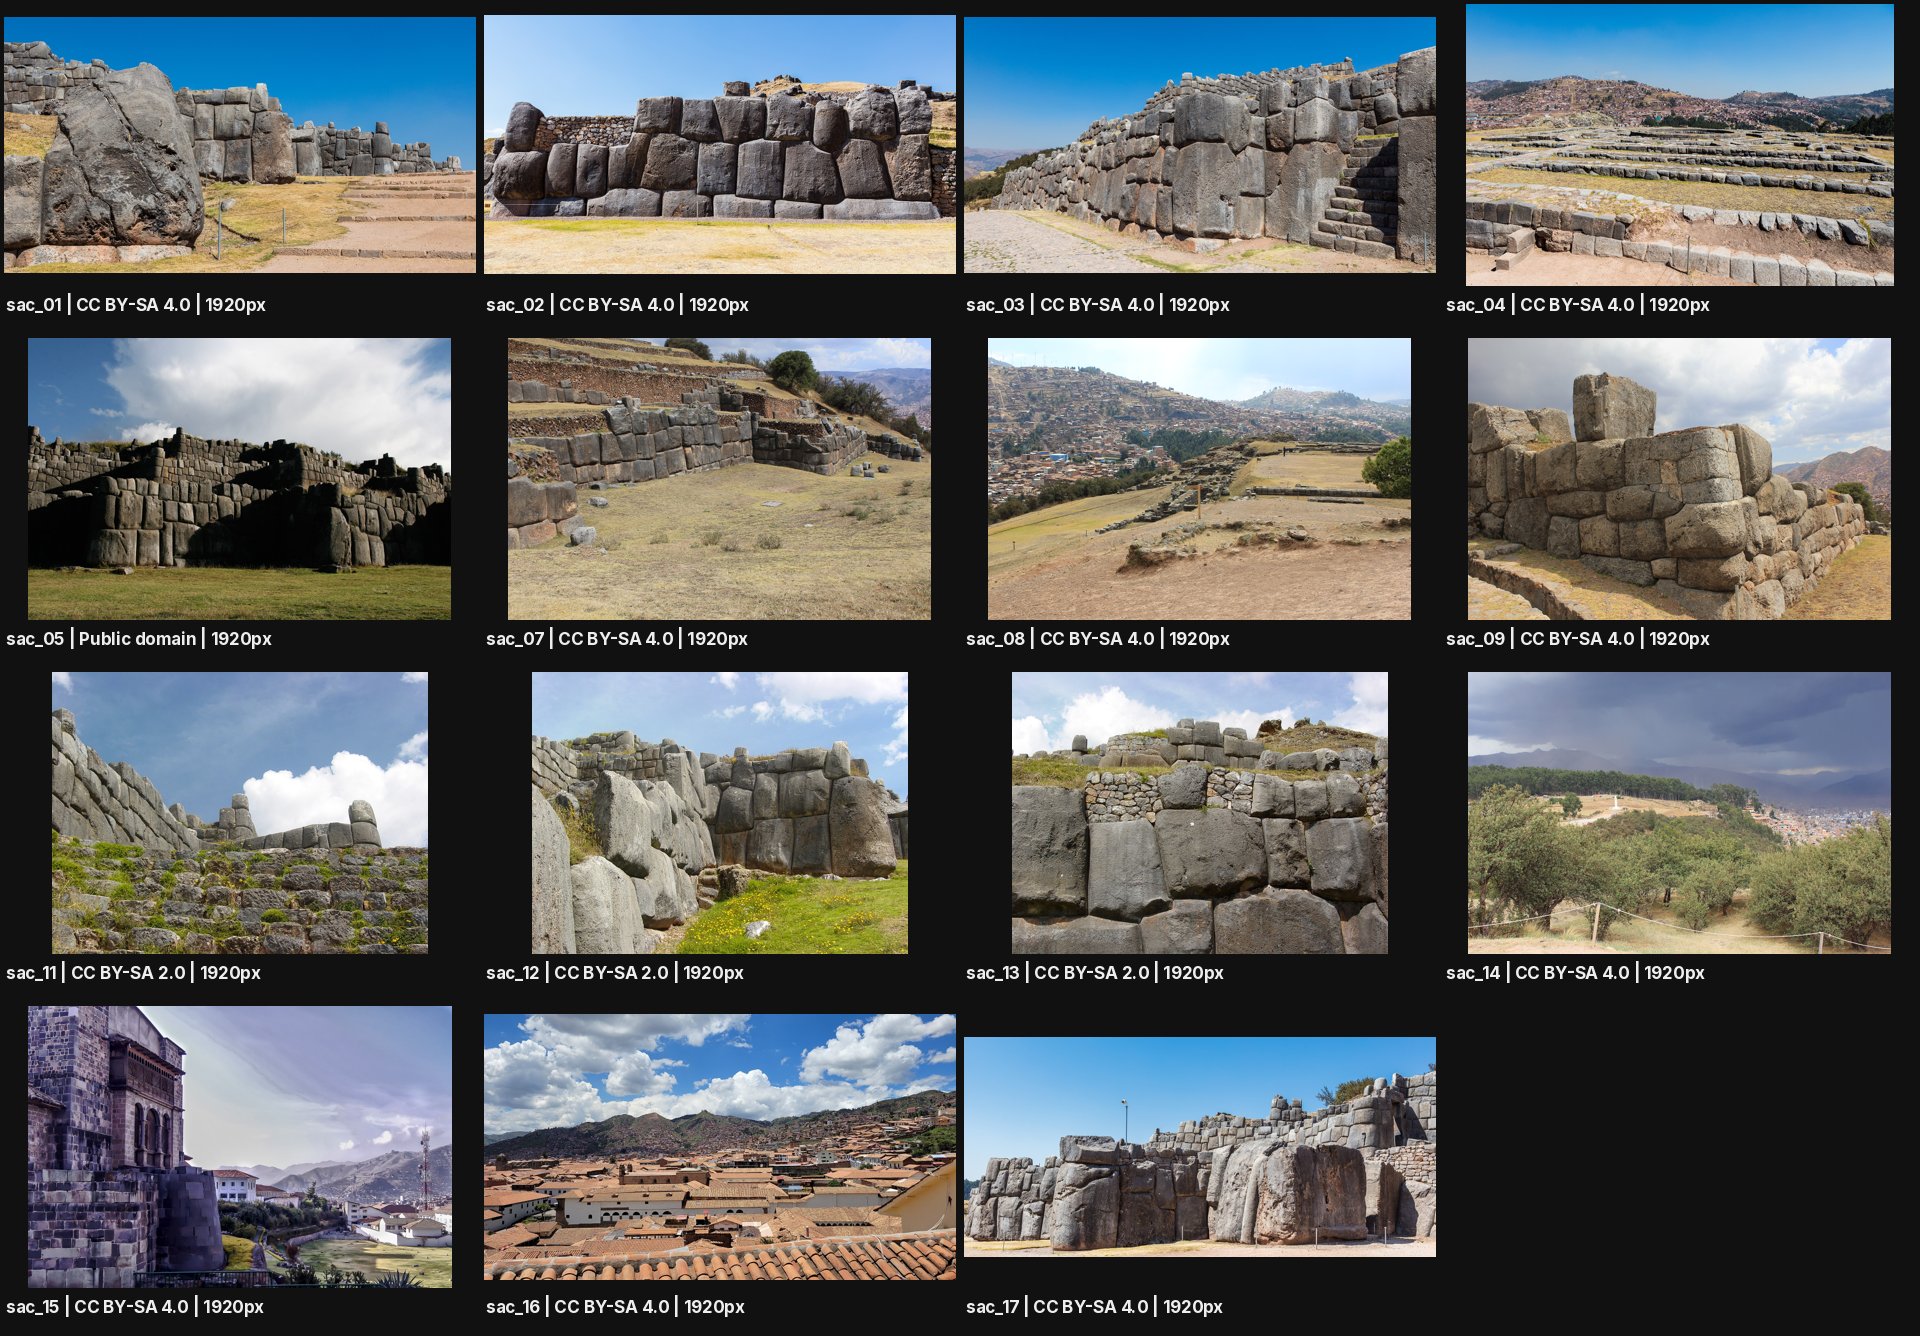 sac_01 | CC BY-SA 4.0 | 1920px
sac_02 | CC BY-SA 4.0 | 1920px
sac_03 | CC BY-SA 4.0 | 1920px
sac_04 | CC BY-SA 4.0 | 1920px
sac_05 | Public domain | 1920px
sac_07 | CC BY-SA 4.0 | 1920px
sac_08 | CC BY-SA 4.0 | 1920px
sac_09 | CC BY-SA 4.0 | 1920px
sac_11 | CC BY-SA 2.0 | 1920px
sac_12 | CC BY-SA 2.0 | 1920px
sac_13 | CC BY-SA 2.0 | 1920px
sac_14 | CC BY-SA 4.0 | 1920px
sac_15 | CC BY-SA 4.0 | 1920px
sac_16 | CC BY-SA 4.0 | 1920px
sac_17 | CC BY-SA 4.0 | 1920px